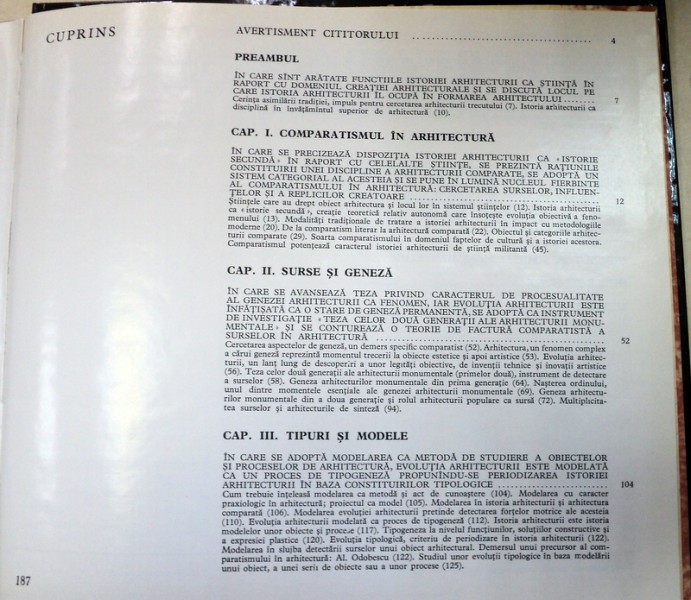 CUPRINS
AVERTISMENT CITITORULUI ........................................ 4
PREAMBUL
ÎN CARE SÎNT ARĂTATE FUNCTIILE ISTORIEI ARHITECTURII CA ȘTIINȚĂ ÎN
RAPORT CU DOMENIUL CREAȚIEI ARHITECTURALE ȘI SE DISCUTĂ LOCUL PE
CARE ISTORIA ARHITECTURII ÎL OCUPĂ ÎN FORMAREA ARHITECTULUI ........ 7
Cerința asimilării tradiției, impuls pentru cercetarea arhitecturii trecutului (7). Istoria arhitecturii ca
disciplină în învățămîntul superior de arhitectură (10).
CAP. I. COMPARATISMUL ÎN ARHITECTURĂ
ÎN CARE SE PRECIZEAZĂ DISPOZIȚIA ISTORIEI ARHITECTURII CA «ISTORIE
SECUNDĂ» ÎN RAPORT CU CELELALTE ȘTIINȚE, SE PREZINTĂ RAȚIUNILE
CONSTITUIRII UNEI DISCIPLINE A ARHITECTURII COMPARATE, SE ADOPTĂ UN
SISTEM CATEGORIAL AL ACESTEIA ȘI SE PUNE ÎN LUMINĂ NUCLEUL FIERBINTE
AL COMPARATISMULUI ÎN ARHITECTURĂ: CERCETAREA SURSELOR, INFLUEN-
ȚELOR ȘI A REPLICILOR CREATOARE ........................................ 12
Științele care au drept obiect arhitectura și locul lor în sistemul științelor (12). Istoria arhitecturii
ca «istorie secundă», creație teoretică relativ autonomă care însoțește evoluția obiectivă a feno-
menului (13). Modalități tradiționale de tratare a istoriei arhitecturii în impact cu metodologiile
moderne (20). De la comparatism literar la arhitectură comparată (22). Obiectul și categoriile arhitec-
turii comparate (29). Soarta comparatismului în domeniul faptelor de cultură și a istoriei acestora.
Comparatismul potențează caracterul istoriei arhitecturii de știință militantă (45).
CAP. II. SURSE ȘI GENEZĂ
ÎN CARE SE AVANSEAZĂ TEZA PRIVIND CARACTERUL DE PROCESUALITATE
AL GENEZEI ARHITECTURII CA FENOMEN, IAR EVOLUȚIA ARHITECTURII ESTE
ÎNFĂȚIȘATĂ CA O STARE DE GENEZĂ PERMANENTĂ, SE ADOPTĂ CA INSTRUMENT
DE INVESTIGAȚIE «TEZA CELOR DOUĂ GENERAȚII ALE ARHITECTURII MONU-
MENTALE» ȘI SE CONTUREAZĂ O TEORIE DE FACTURĂ COMPARATISTĂ A
SURSELOR ÎN ARHITECTURĂ ........................................ 52
Cercetarea aspectelor de geneză, un demers specific comparatist (52). Arhitectura, un fenomen complex
a cărui geneză reprezintă momentul trecerii la obiecte estetice și apoi artistice (53). Evoluția arhitec-
turii, un lanț lung de descoperiri a unor legități obiective, de invenții tehnice și inovații artistice
(56). Teza celor două generații ale arhitecturii monumentale (primelor două), instrument de detectare
a surselor (58). Geneza arhitecturilor monumentale din prima generație (64). Nașterea ordinului,
unul dintre momentele esențiale ale genezei arhitecturii monumentale (69). Geneza arhitectu-
rilor monumentale din a doua generație și rolul arhitecturii populare ca sursă (72). Multiplicita-
tea surselor și arhitecturile de sinteză (94).
CAP. III. TIPURI ȘI MODELE
ÎN CARE SE ADOPTĂ MODELAREA CA METODĂ DE STUDIERE A OBIECTELOR
ȘI PROCESELOR DE ARHITECTURĂ, EVOLUȚIA ARHITECTURII ESTE MODELATĂ
CA UN PROCES DE TIPOGENEZĂ PROPUNÎNDU-SE PERIODIZAREA ISTORIEI
ARHITECTURII ÎN BAZA CONSTITUIRILOR TIPOLOGICE ........................ 104
Cum trebuie înțeleasă modelarea ca metodă și act de cunoaștere (104). Modelarea cu caracter
praxiologic în arhitectură; proiectul ca model (105). Modelarea în istoria arhitecturii și arhitectura
comparată (106). Modelarea evoluției arhitecturii pretinde detectarea forțelor motrice ale acesteia
(110). Evoluția arhitecturii modelată ca proces de tipogeneză (112). Istoria arhitecturii este istoria
modelelor unor obiecte și procese (117). Tipogeneza la nivelul funcțiunilor, soluțiilor constructive și
a expresiei plastice (120). Evoluția tipologică, criteriu de periodizare în istoria arhitecturii (122).
Modelarea în slujba detectării surselor unui obiect arhitectural. Demersul unui precursor al com-
paratismului în arhitectură: Al. Odobescu (122). Studiul unor evoluții tipologice în baza modelării
unui obiect, a unei serii de obiecte sau a unor procese (125).
187